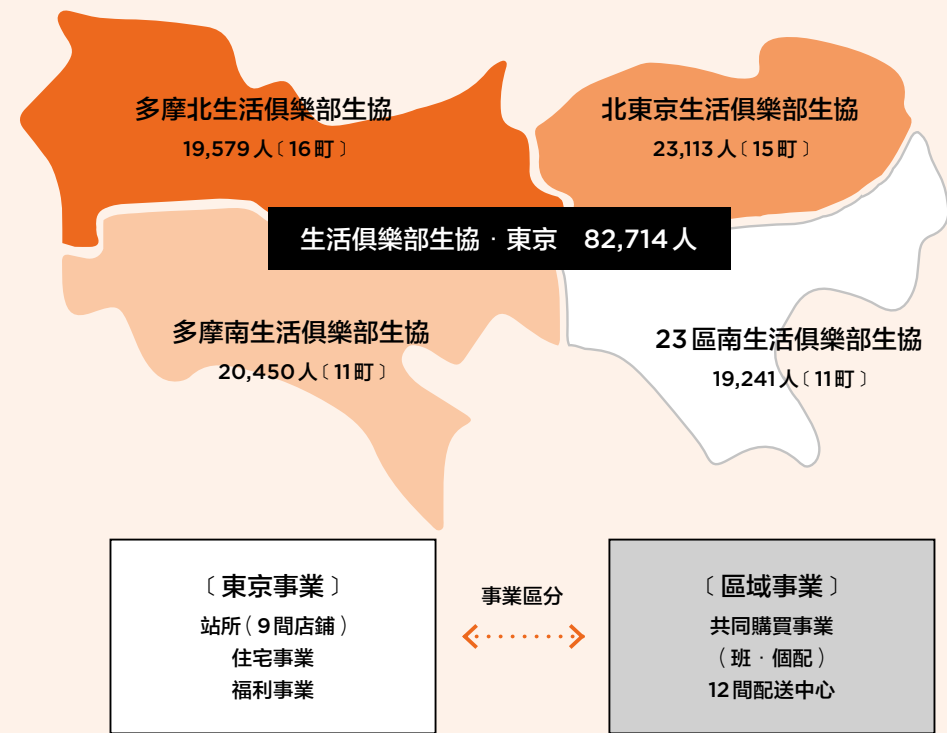 多摩北生活俱樂部生協
19,579人〔16町〕
北東京生活俱樂部生協
23,113人〔15町〕
生活俱樂部生協·東京 82,714人
多摩南生活俱樂部生協
20,450人〔11町〕
23區南生活俱樂部生協
19,241人〔11町〕
〔東京事業〕
站所(9間店鋪)
住宅事業
福利事業
事業區分
〔區域事業〕
共同購買事業
(班·個配)
12間配送中心